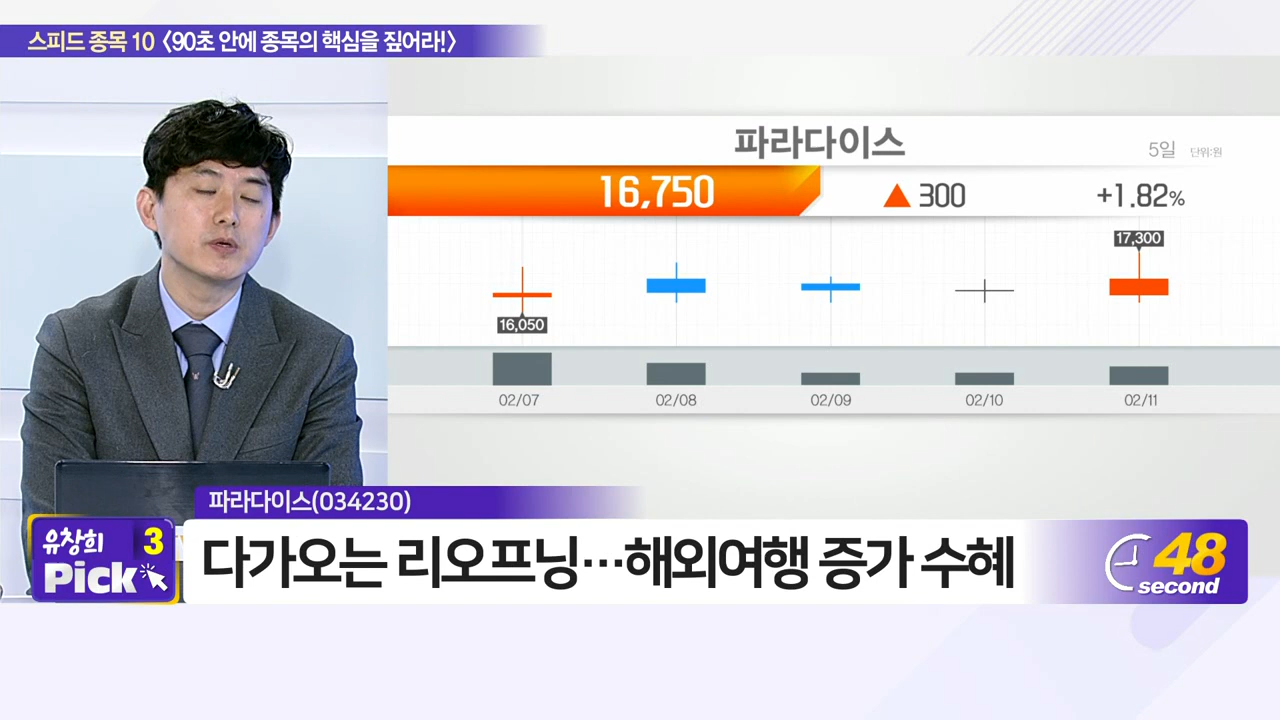 스피드 종목 10 <90초 안에 종목의 핵심을 짚어라!>
파라다이스
5일 단위:원
16,750 ▲ 300 +1.82%
17,300
16,050
02/07 02/08 02/09 02/10 02/11
파라다이스(034230)
유창희 3
Pick
다가오는 리오프닝…해외여행 증가 수혜
48
second